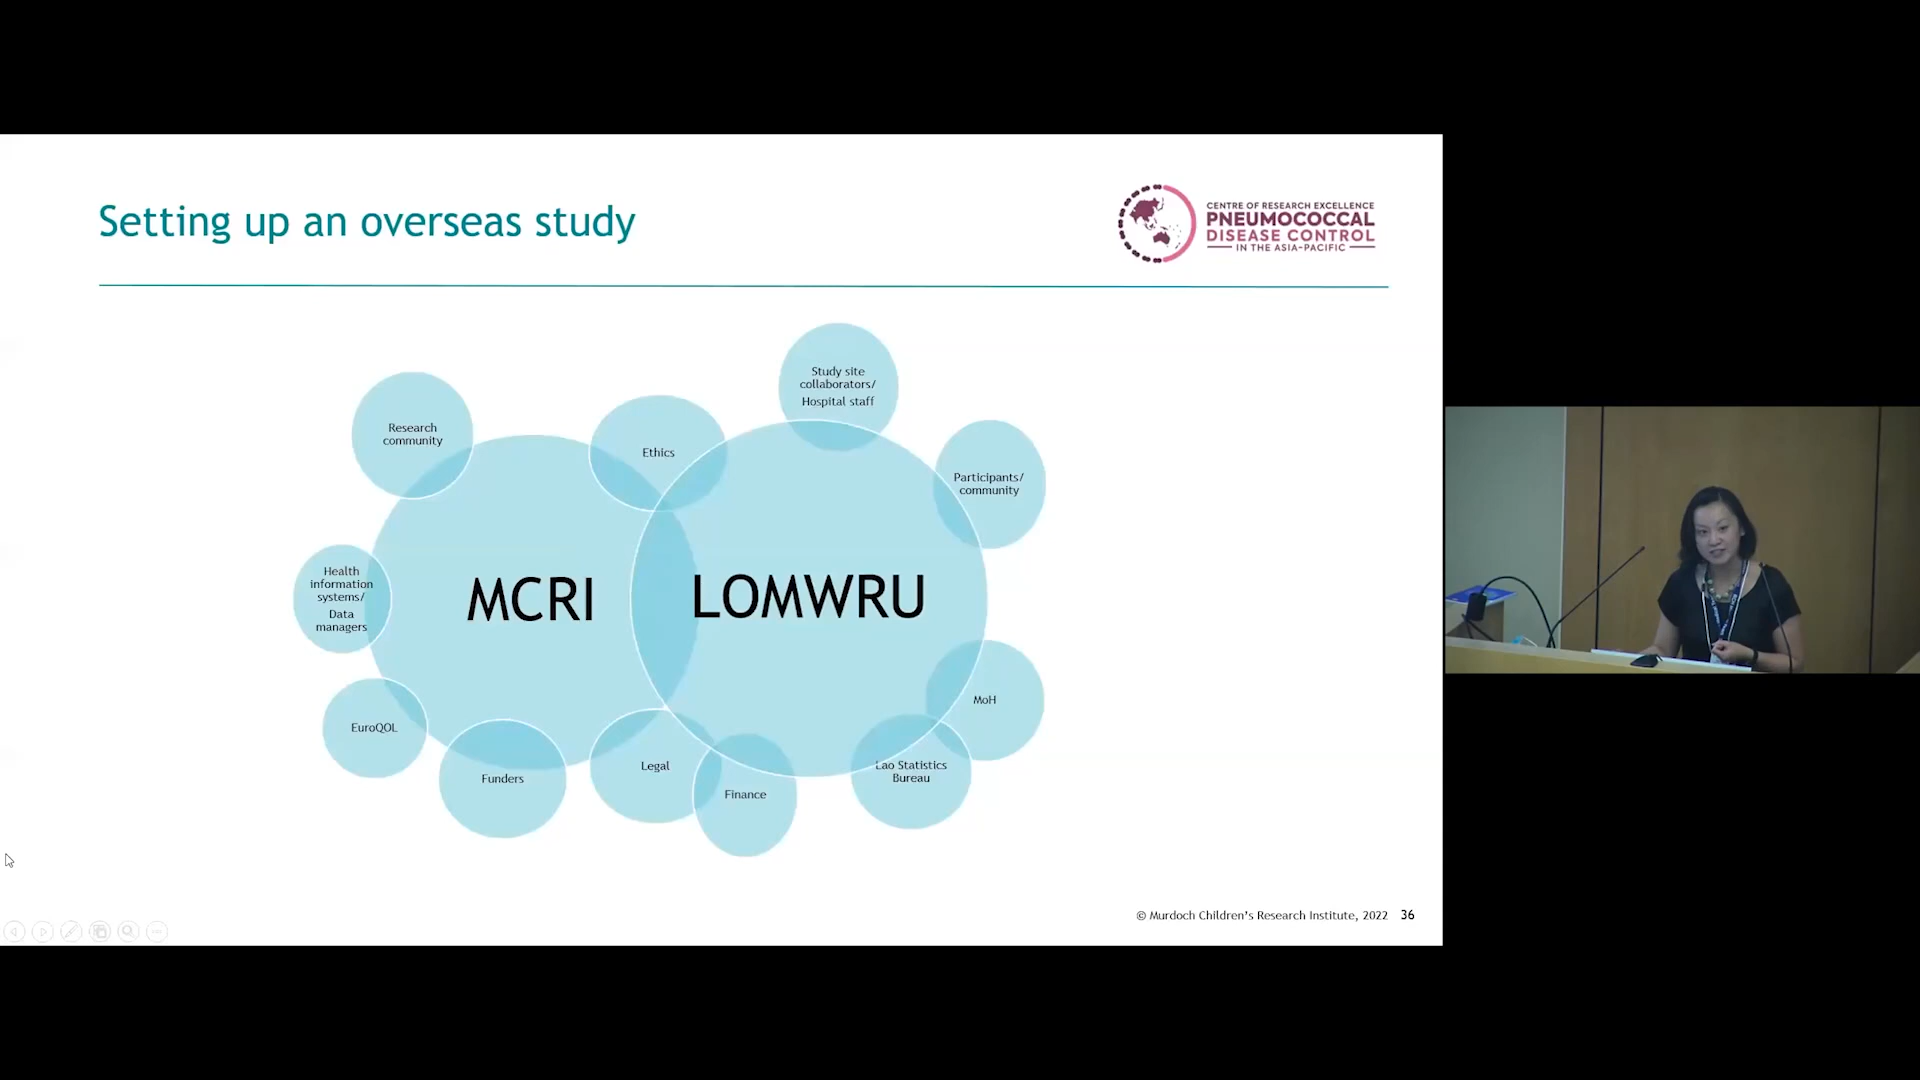 Setting up an overseas study
CENTRE OF RESEARCH EXCELLENCE
PNEUMOCOCCAL
DISEASE CONTROL
IN THE ASIA-PACIFIC
Study site
collaborators/
Hospital staff
Research
community
Ethics
Participants/
community
Health
information
systems/
Data
managers
MCRI
LOMWRU
MoH
EuroQOL
Funders
Legal
Finance
Lao Statistics
Bureau
© Murdoch Children's Research Institute, 2022 36